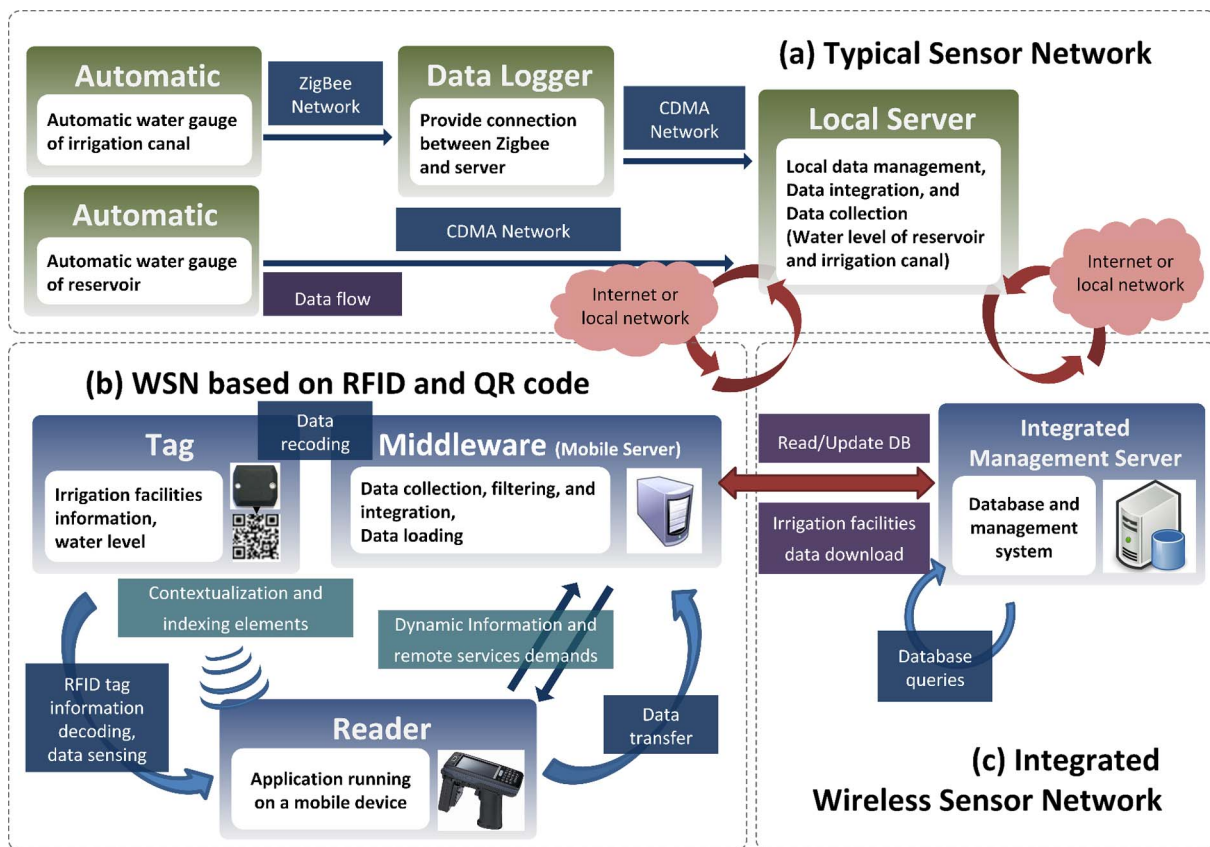 (a) Typical Sensor Network
Automatic
Automatic water gauge
of irrigation canal
ZigBee
Network
Data Logger
Provide connection
between Zigbee
and server
CDMA
Network
Local Server
Local data management,
Data integration, and
Data collection
(Water level of reservoir
and irrigation canal)
Automatic
Automatic water gauge
of reservoir
CDMA Network
Data flow
Internet or
local network
Internet or
local network
(b) WSN based on RFID and QR code
Tag
Irrigation facilities
information,
water level
Data
recoding
Middleware (Mobile Server)
Data collection, filtering, and
integration,
Data loading
Contextualization and
indexing elements
Dynamic Information and
remote services demands
RFID tag
information
decoding,
data sensing
Reader
Application running
on a mobile device
Data
transfer
Read/Update DB
Irrigation facilities
data download
Integrated
Management Server
Database and
management
system
Database
queries
(c) Integrated
Wireless Sensor Network